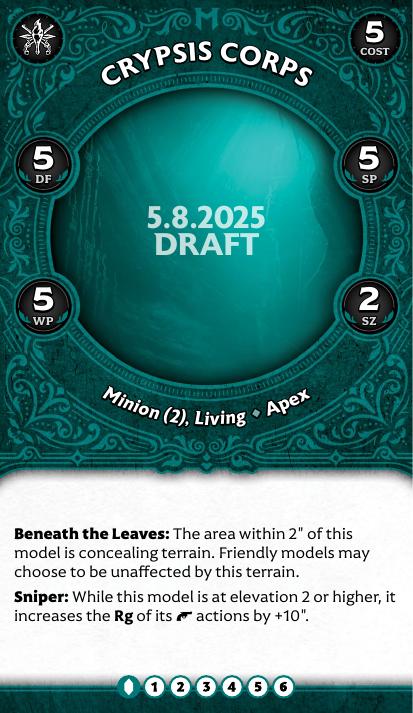 5
COST
CRYPSIS CORPS
5
DF
5
SP
5.8.2025
DRAFT
5
WP
2
SZ
Minion (2), Living ◆ Apex
Beneath the Leaves: The area within 2" of this
model is concealing terrain. Friendly models may
choose to be unaffected by this terrain.
Sniper: While this model is at elevation 2 or higher, it
increases the Rg of its actions by +10".
1 2 3 4 5 6